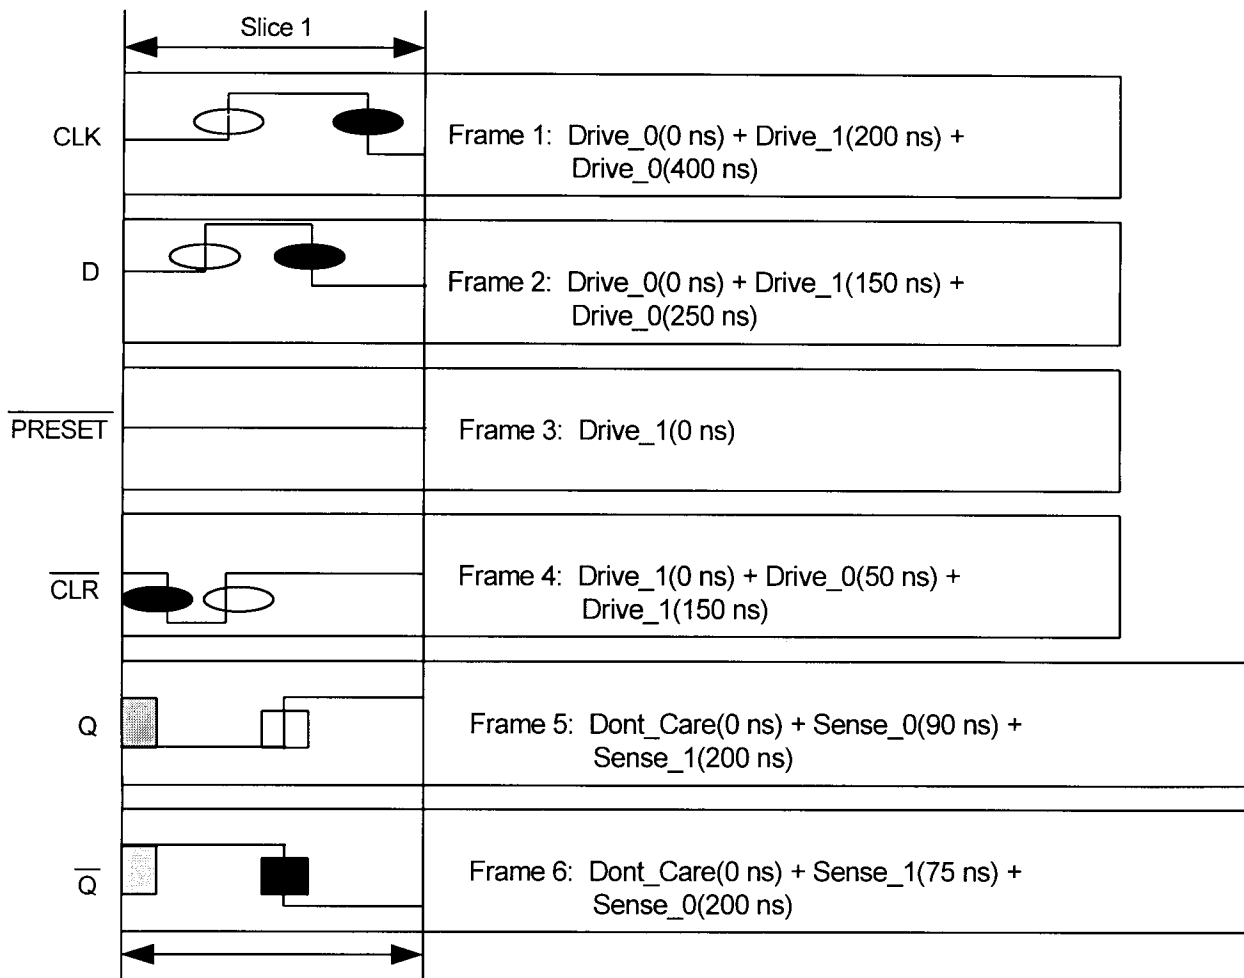 Slice 1
CLK
Frame 1: Drive_0(0 ns) + Drive_1(200 ns) +
Drive_0(400 ns)
D
Frame 2: Drive_0(0 ns) + Drive_1(150 ns) +
Drive_0(250 ns)
P̅R̅E̅S̅E̅T̅
Frame 3: Drive_1(0 ns)
C̅L̅R̅
Frame 4: Drive_1(0 ns) + Drive_0(50 ns) +
Drive_1(150 ns)
Q
Frame 5: Dont_Care(0 ns) + Sense_0(90 ns) +
Sense_1(200 ns)
Q̅
Frame 6: Dont_Care(0 ns) + Sense_1(75 ns) +
Sense_0(200 ns)